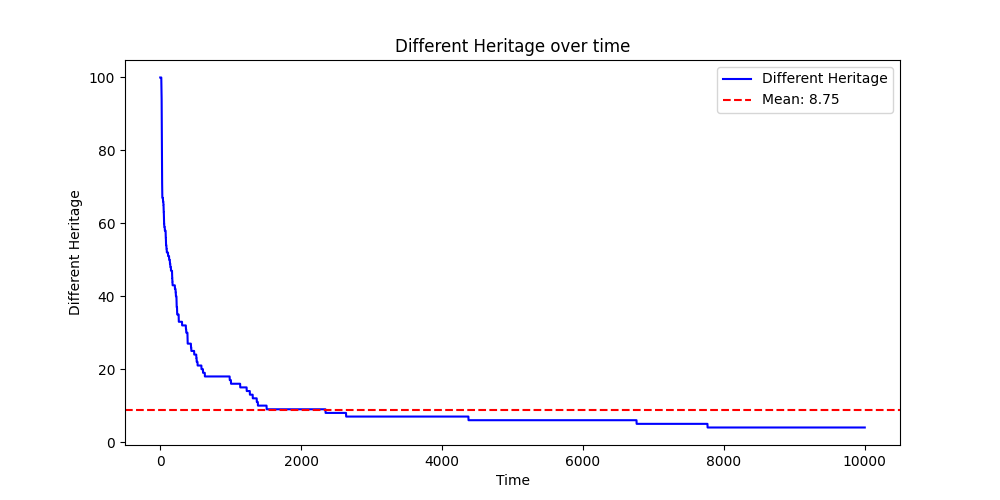 Different Heritage over time
Different Heritage
Mean: 8.75
Different Heritage
100
80
60
40
20
0
0 2000 4000 6000 8000 10000
Time